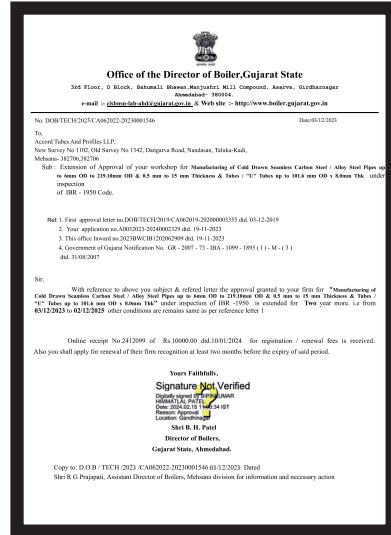 Office of the Director of Boiler,Gujarat State
3rd Floor, O Block, Bahumali Bhawan,Manjushri Mill Compound, Asarva, Girdharnagar
Ahmedabad- 380004.
e-mail :- cisbnsn-lab-ahd@gujarat.gov.in & Web site :- http://www.boiler.gujarat.gov.in
No. DOB/TECH/2023/CA062022-20230001546 Date:03/12/2023
To,
Accord Tubes And Profiles LLP,
New Survey No 1102, Old Survey No 1342, Dangarva Road, Nandasan, Taluka-Kadi,
Mehsana- 382706,382706
Sub : Extension of Approval of your workshop for Manufacturing of Cold Drawn Seamless Carbon Steel / Alloy Steel Pipes up
to 6mm OD to 219.10mm OD & 0.5 mm to 15 mm Thickness & Tubes / "U" Tubes up to 101.6 mm OD x 8.0mm Thk under
inspection
of IBR - 1950 Code.
Ref: 1. First approval letter no.DOB/TECH/2019/CA062019-202000003355 dtd. 03-12-2019
2. Your application no.A0032023-20240002329 dtd. 19-11-2023
3. This office Inward no.2023BWCIB1202062909 dtd. 19-11-2023
4. Government of Gujarat Notification No. GR - 2007 - 73 - IBA - 1099 - 1895 ( 1 ) - M - ( 3 )
dtd. 31/08/2007
Sir,
With reference to above you subject & refered letter the approval granted to your firm for "Manufacturing of
Cold Drawn Seamless Carbon Steel / Alloy Steel Pipes up to 6mm OD to 219.10mm OD & 0.5 mm to 15 mm Thickness & Tubes /
"U" Tubes up to 101.6 mm OD x 8.0mm Thk" under inspection of IBR -1950 is extended for Two year more. i.e from
03/12/2023 to 02/12/2025 other conditions are remains same as per reference letter 1
Online receipt No.2412099 of Rs.10000.00 dtd.10/01/2024 for registration / renewal fees is received.
Also you shall apply for renewal of their firm recognition at least two months before the expiry of said period.
Yours Faithfully,
Signature Not Verified
Digitally signed by BIPINKUMAR
HIMMATLAL PATEL
Date: 2024.02.15 11:00:34 IST
Reason: Approval
Location: Gandhinagar
Shri B. H. Patel
Director of Boilers,
Gujarat State, Ahmedabad.
Copy to: D.O.B / TECH /2023 /CA062022-20230001546 03/12/2023 Dated
Shri R G Prajapati, Assistant Director of Boilers, Mehsana division for information and necessary action